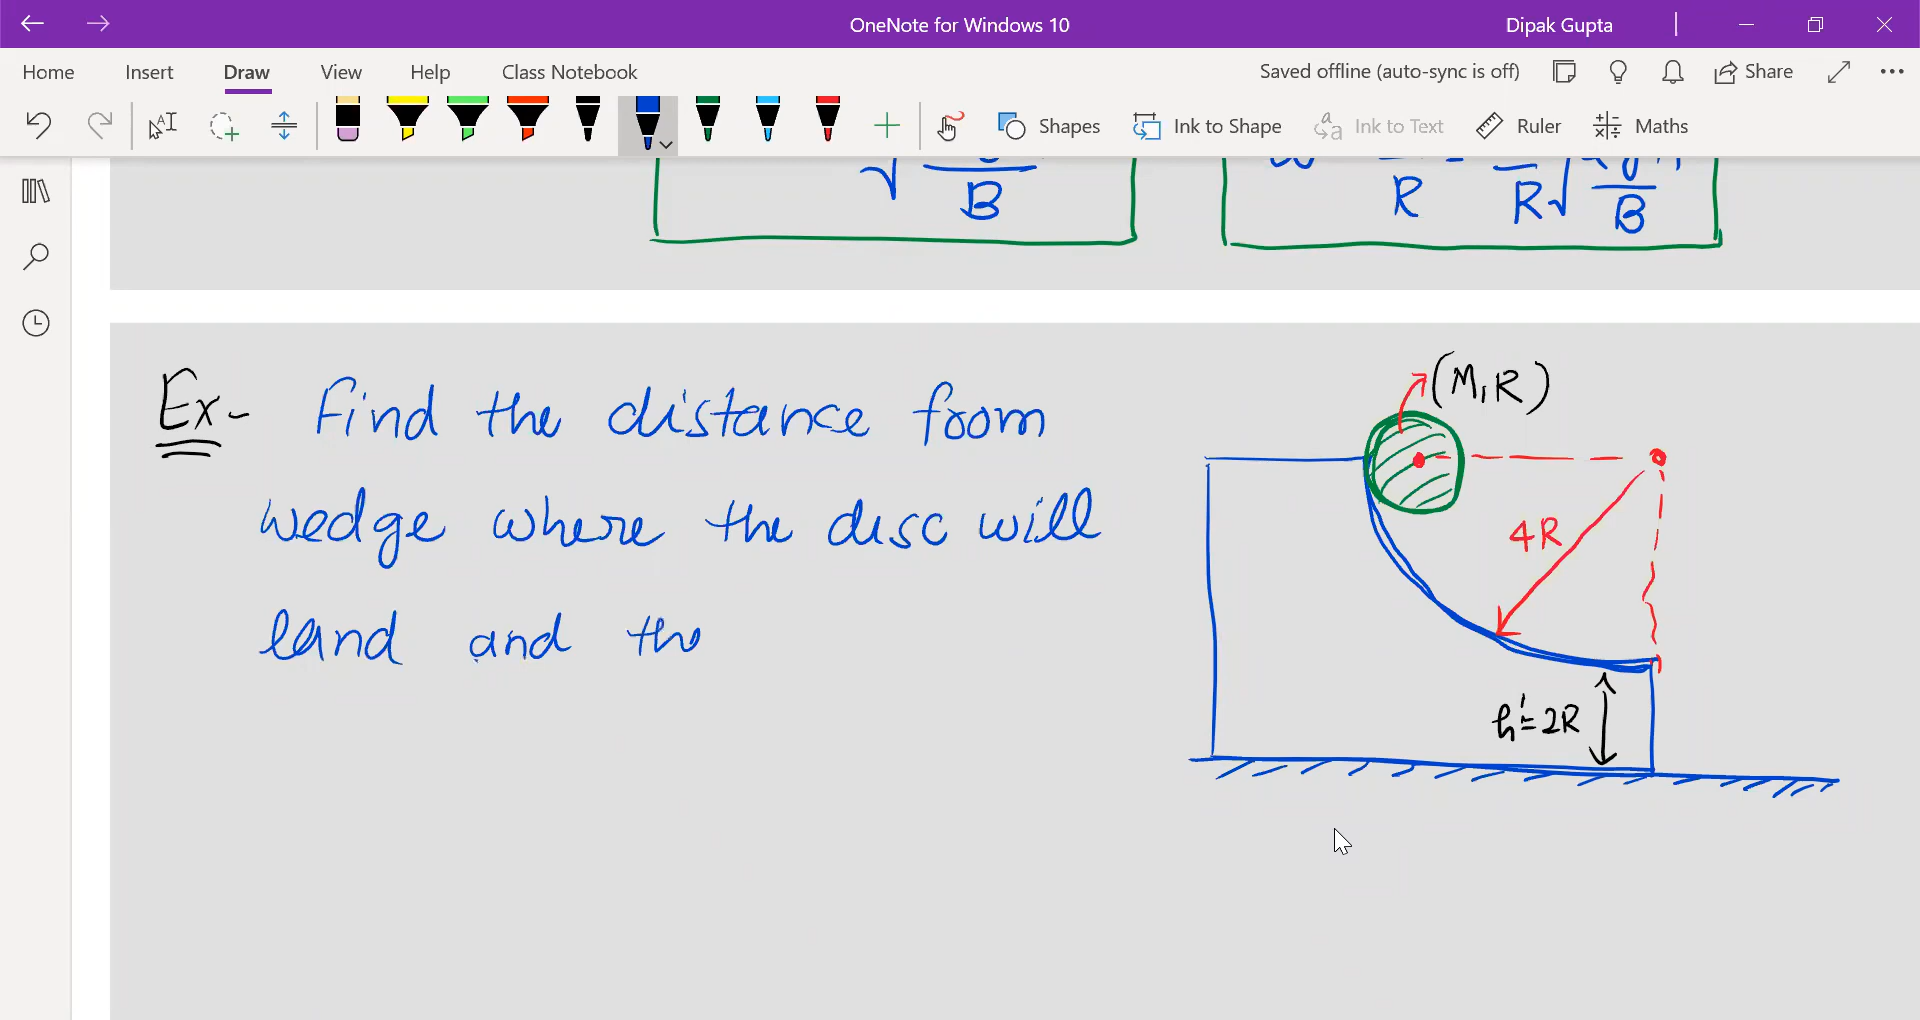 OneNote for Windows 10
Dipak Gupta
Home Insert Draw View Help Class Notebook
Saved offline (auto-sync is off) Share
Shapes Ink to Shape Ink to Text Ruler Maths
B
R
R
B
Ex- Find the distance from
wedge where the disc will
land and the
(M, R)
4R
h'=2R